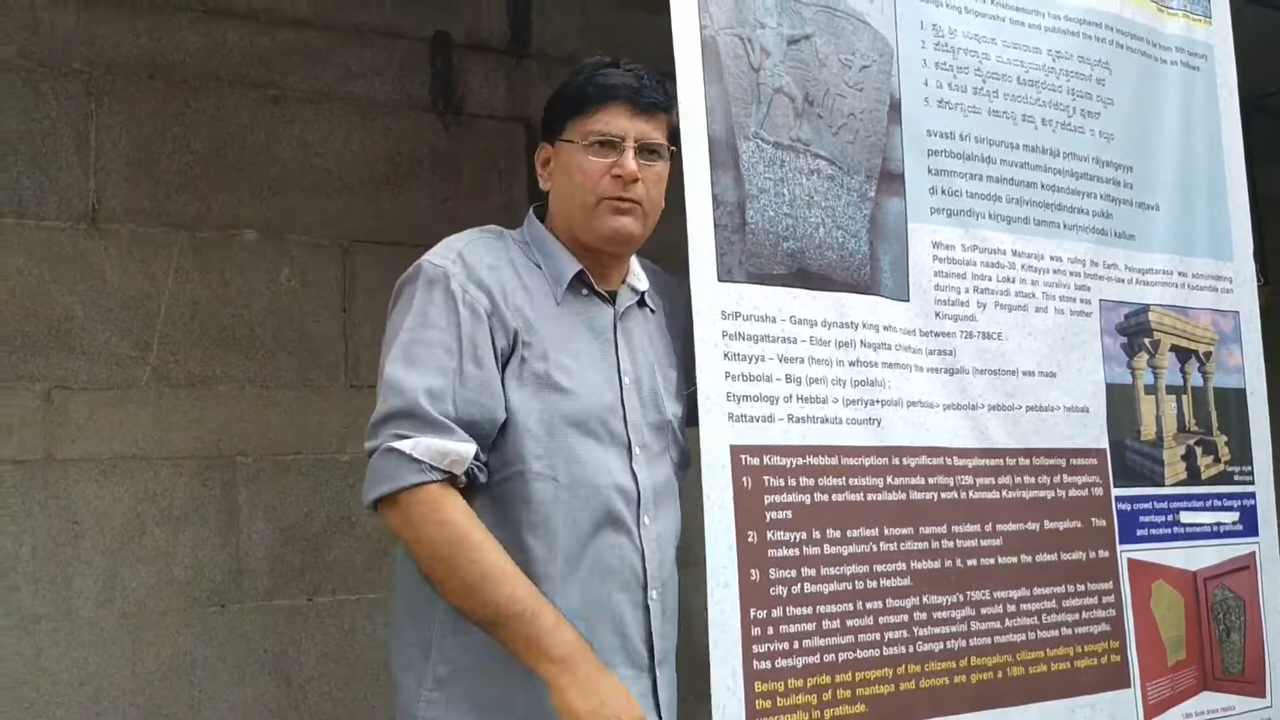 Krishnamurthy has deciphered the inscription to be from 8th century
Ganga king Sripurusha' time and published the text of the inscription to be as follows:
1. ಸ್ವಸ್ತಿ ಶ್ರೀ ಸಿರಿಪುರುಷ ಮಹಾರಾಜಾ ಪೃಥುವೀ ರಾಜ್ಯಂಗೆಯ್ಯೆ
2.
3.
4.
5.
svasti śrī siripuruṣa mahārājā pṛthuvī rājyaṅgeyye
perbboḷalnāḍu muvattumānpeḷnāgattarasarāḷe āra
kammoṛara maindunam koḍandaleyara kittayanā raṭṭavā
ḍi kūci tanoḍḍe ūraḷivinoḷeṛidindraka pukān
pergundiyu kiṛugundi tamma kuṛniridodu i kallum
When SriPurusha Maharaja was ruling the Earth, Pelnagattarasa was administering
Perbbolala naadu-30, Kittayya who was brother-in-law of Arakommora of Kodandale clan
attained Indra Loka in an uuralivu battle
during a Rattavadi attack. This stone was
installed by Pergundi and his brother
Kirugundi.
SriPurusha – Ganga dynasty king who ruled between 726-788CE
PelNagattarasa – Elder (pel) Nagatta chieftain (arasa)
Kittayya – Veera (hero) in whose memory the veeragallu (herostone) was made
Perbbolal – Big (peri) city (polalu) ;
Etymology of Hebbal -> (periya+polal) perbolal-> pebbolal-> pebbol-> pebbala-> hebbala
Rattavadi – Rashtrakuta country
The Kittayya-Hebbal inscription is significant to Bangaloreans for the following reasons
1) This is the oldest existing Kannada writing (1250 years old) in the city of Bengaluru,
predating the earliest available literary work in Kannada Kavirajamarga by about 100
years
2) Kittayya is the earliest known named resident of modern-day Bengaluru. This
makes him Bengaluru's first citizen in the truest sense!
3) Since the inscription records Hebbal in it, we now know the oldest locality in the
city of Bengaluru to be Hebbal.
For all these reasons it was thought Kittayya's 750CE veeragallu deserved to be housed
in a manner that would ensure the veeragallu would be respected, celebrated and
survive a millennium more years. Yashwaswini Sharma, Architect, Esthétique Architects
has designed on pro-bono basis a Ganga style stone mantapa to house the veeragallu.
Being the pride and property of the citizens of Bengaluru, citizens funding is sought for
the building of the mantapa and donors are given a 1/8th scale brass replica of the
veeragallu in gratitude.
Ganga style
Mantapa
Help crowd fund construction of the Ganga style
mantapa at
and receive this memento in gratitude
1/8th Scale brass replica